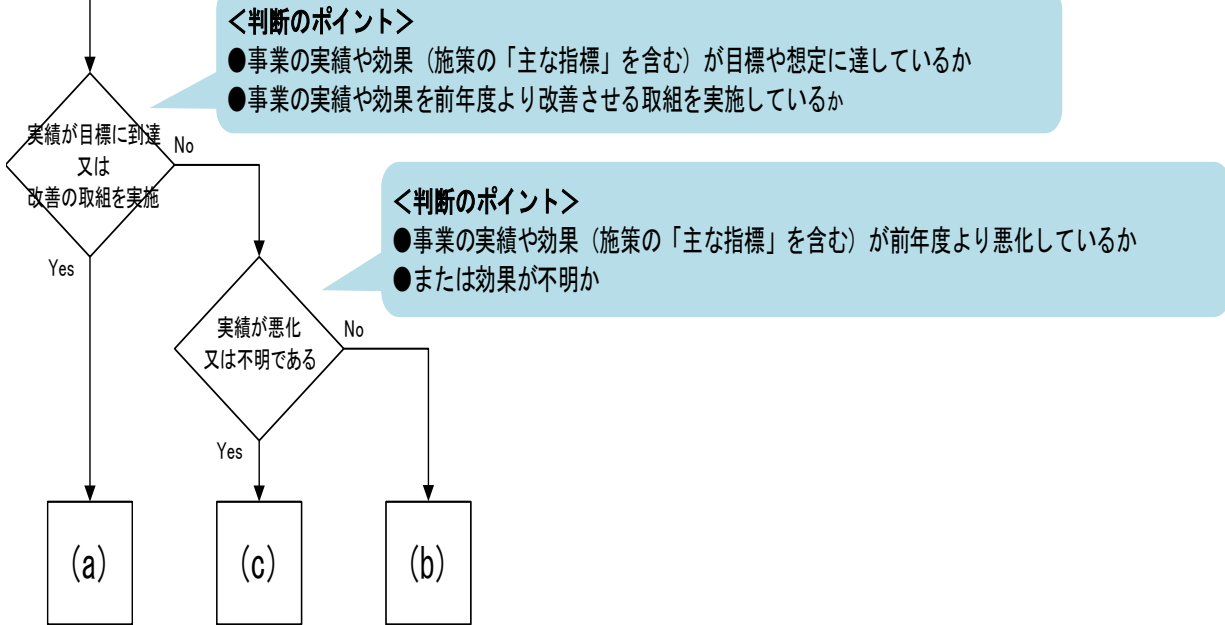 <判断のポイント>
●事業の実績や効果(施策の「主な指標」を含む)が目標や想定に達しているか
●事業の実績や効果を前年度より改善させる取組を実施しているか
実績が目標に到達
又は
改善の取組を実施
No
Yes
<判断のポイント>
●事業の実績や効果(施策の「主な指標」を含む)が前年度より悪化しているか
●または効果が不明か
実績が悪化
又は不明である
No
Yes
(a)
(c)
(b)